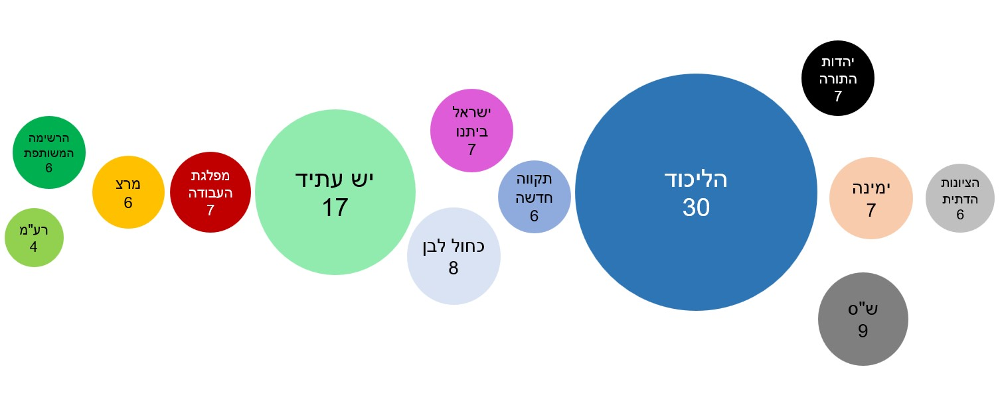 יהדות
התורה
7
הציונות
הדתית
6
ימינה
7
ש"ס
9
הליכוד
30
תקווה
חדשה
6
ישראל
ביתנו
7
כחול לבן
8
יש עתיד
17
מפלגת
העבודה
7
מרצ
6
הרשימה
המשותפת
6
רע"מ
4